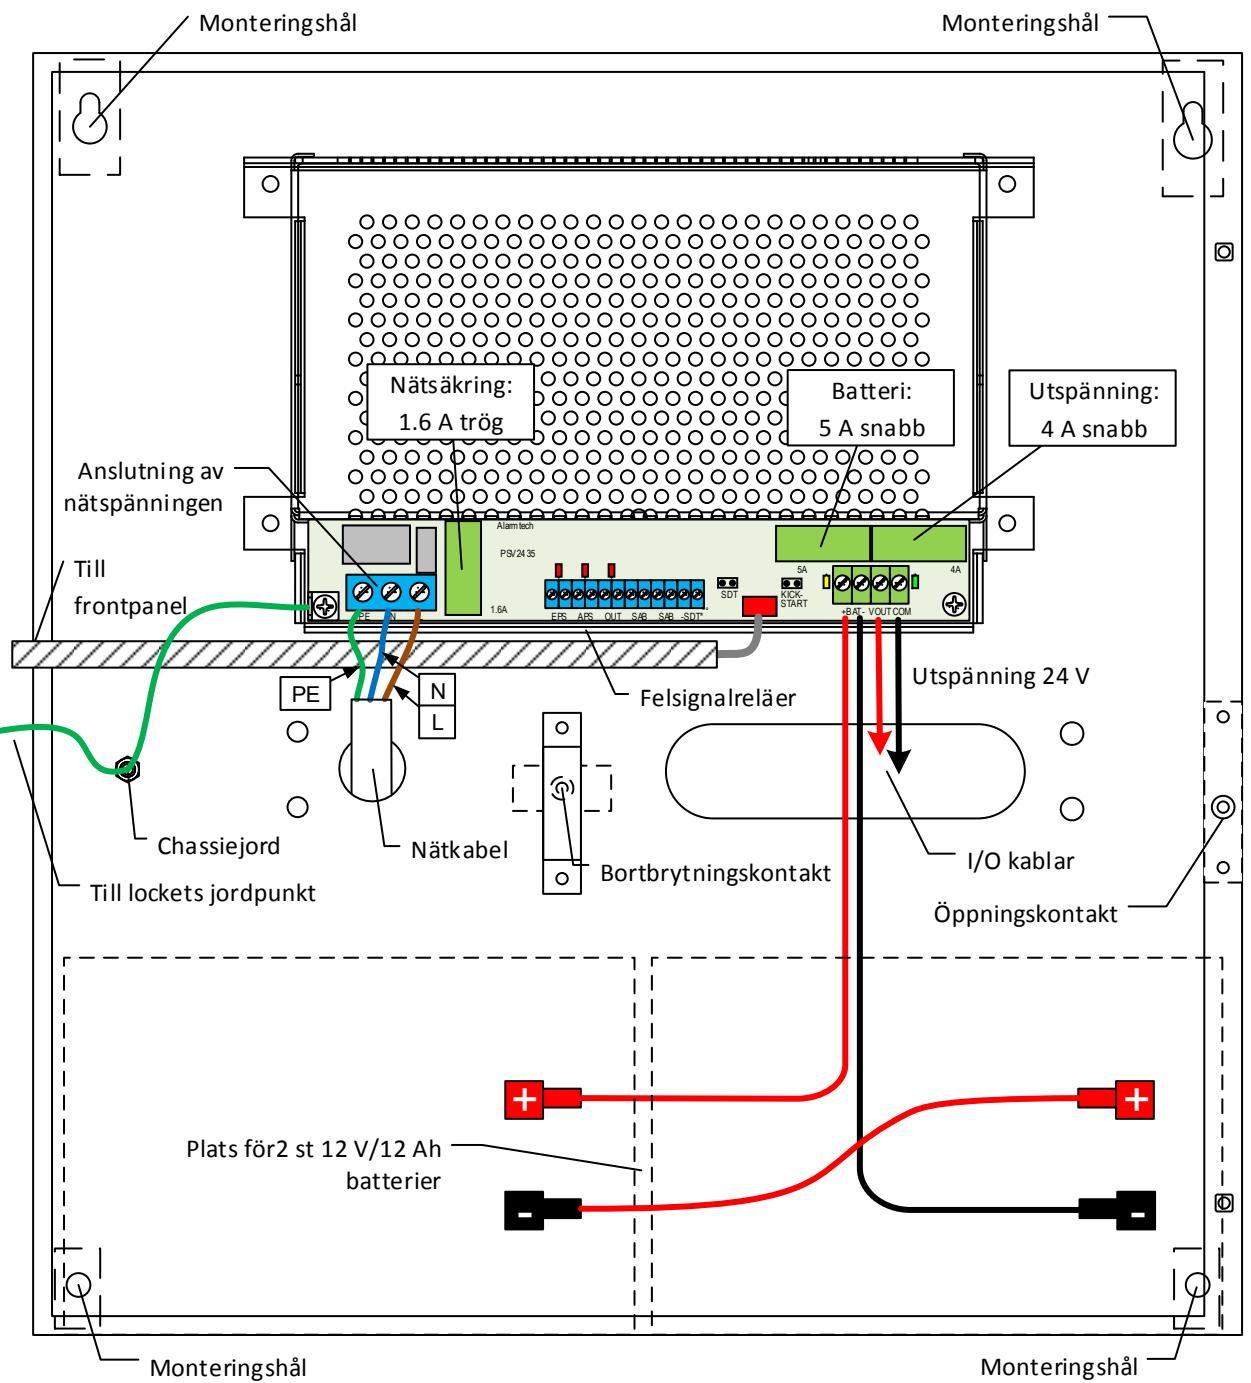 Monteringshål
Monteringshål
Nätsäkring:
1.6 A trög
Batteri:
5 A snabb
Utspänning:
4 A snabb
Anslutning av
nätspänningen
Alarmtech
PSV2435
5A
4A
Till
frontpanel
SDT
KICK-
START
1.6A
PE
N
EPS APS OUT SAB SAB -SDT*
+BAT- VOUT COM
PE
N
L
Felsignalreläer
Utspänning 24 V
Chassiejord
Nätkabel
Bortbrytningskontakt
I/O kablar
Till lockets jordpunkt
Öppningskontakt
+
+
Plats för2 st 12 V/12 Ah
batterier
-
-
Monteringshål
Monteringshål